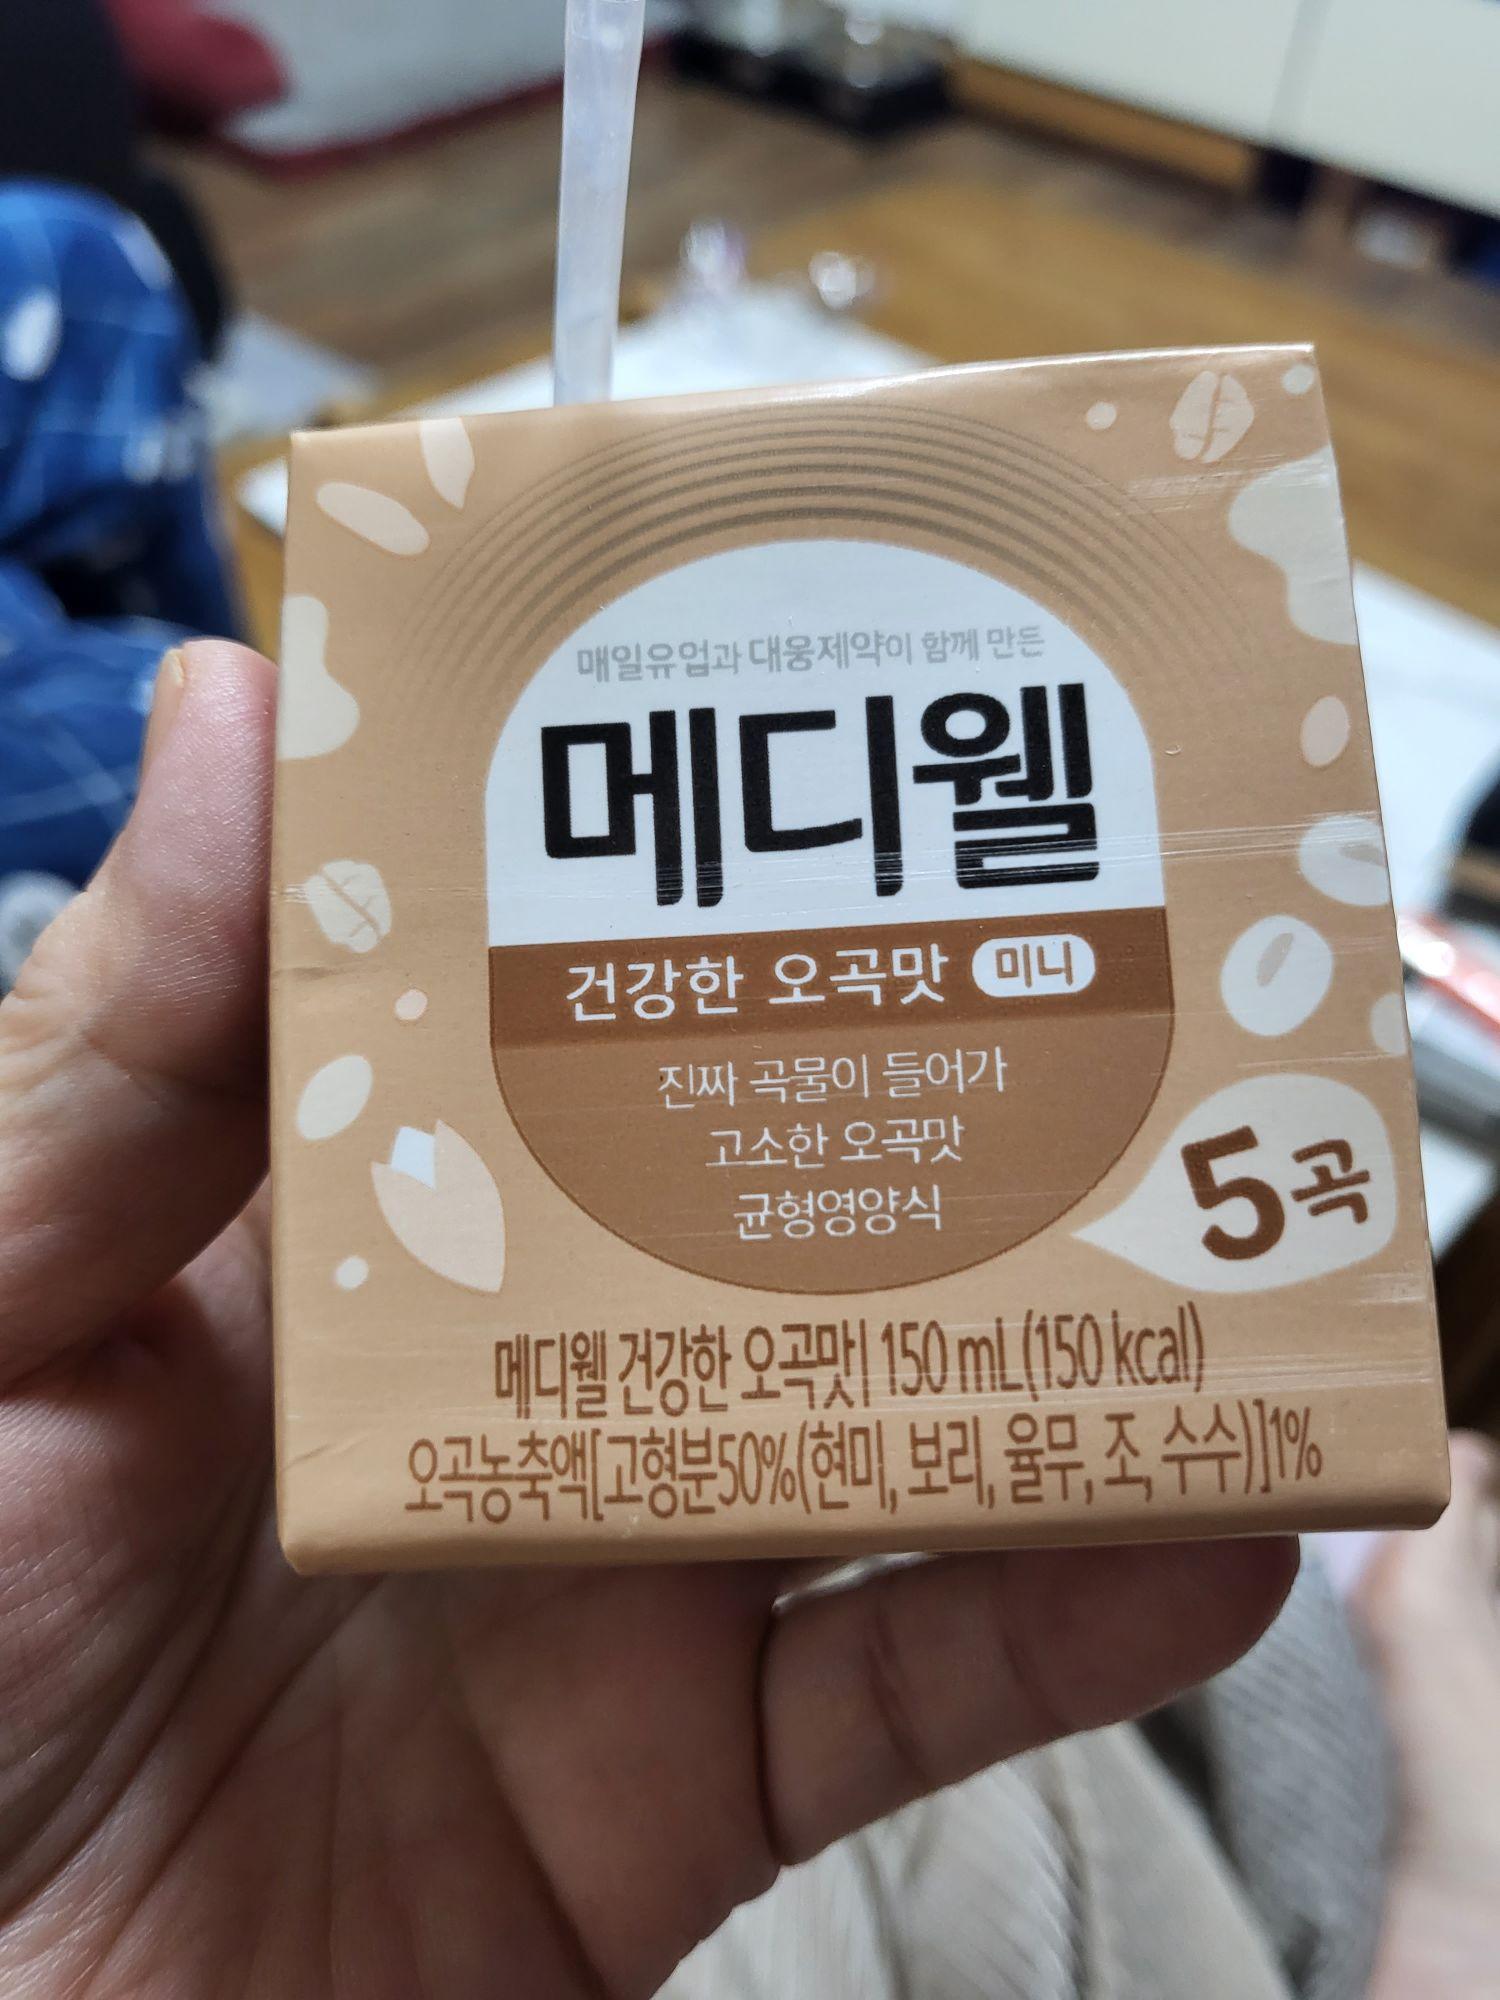 매일유업과 대웅제약이 함께 만든
메디웰
건강한 오곡맛 미니
진짜 곡물이 들어가
고소한 오곡맛
균형영양식
5곡
메디웰 건강한 오곡맛 | 150 mL (150 kcal)
오곡농축액[고형분50%(현미, 보리, 율무, 조, 수수)]1%